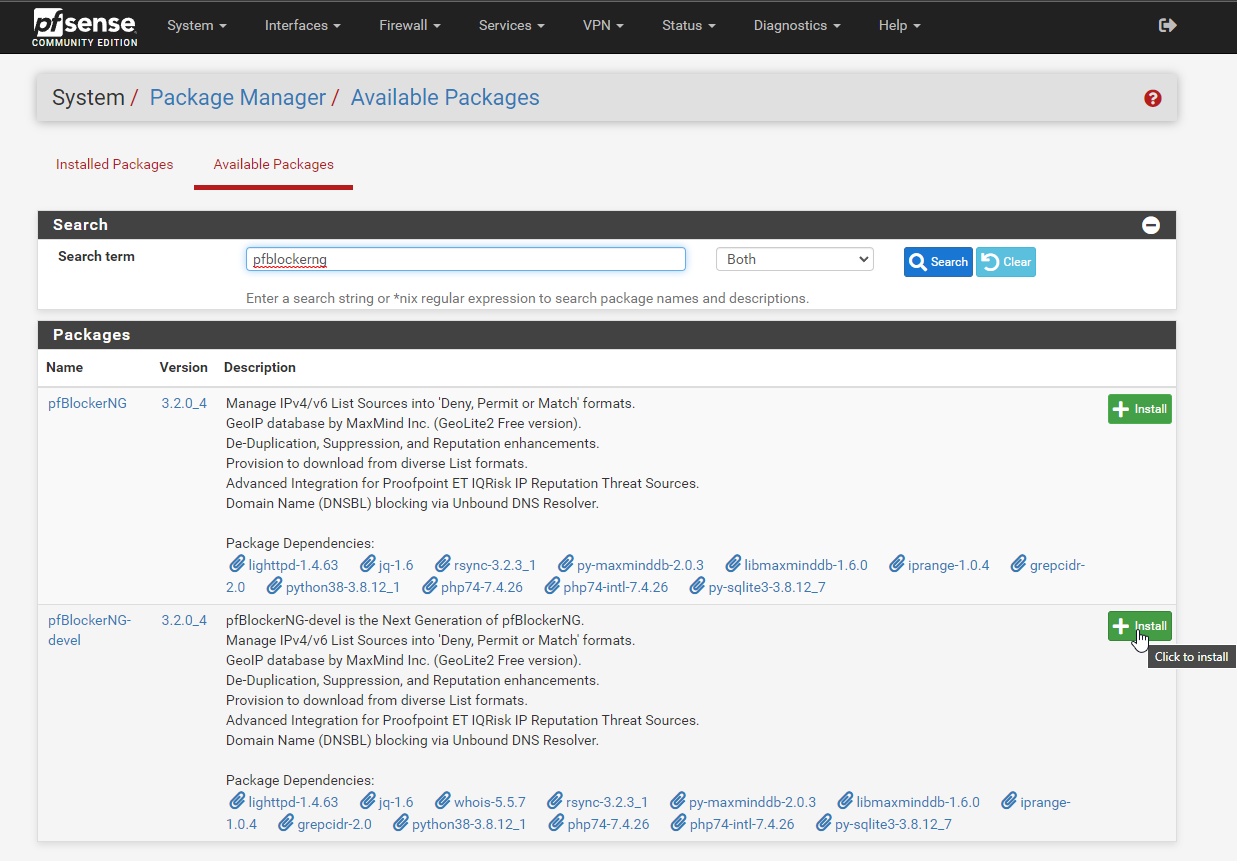 pfsense
COMMUNITY EDITION
System
Interfaces
Firewall
Services
VPN
Status
Diagnostics
Help
System / Package Manager / Available Packages
?
Installed Packages
Available Packages
Search
Search term
pfblockerng
Both
Search
Clear
Enter a search string or *nix regular expression to search package names and descriptions.
Packages
Name Version Description
pfBlockerNG 3.2.0_4 Manage IPv4/v6 List Sources into 'Deny, Permit or Match' formats.
GeoIP database by MaxMind Inc. (GeoLite2 Free version).
De-Duplication, Suppression, and Reputation enhancements.
Provision to download from diverse List formats.
Advanced Integration for Proofpoint ET IQRisk IP Reputation Threat Sources.
Domain Name (DNSBL) blocking via Unbound DNS Resolver.
Package Dependencies:
lighttpd-1.4.63 jq-1.6 rsync-3.2.3_1 py-maxminddb-2.0.3 libmaxminddb-1.6.0 iprange-1.0.4 grepcidr-
2.0 python38-3.8.12_1 php74-7.4.26 php74-intl-7.4.26 py-sqlite3-3.8.12_7
Install
pfBlockerNG-
devel
3.2.0_4
pfBlockerNG-devel is the Next Generation of pfBlockerNG.
Manage IPv4/v6 List Sources into 'Deny, Permit or Match' formats.
GeoIP database by MaxMind Inc. (GeoLite2 Free version).
De-Duplication, Suppression, and Reputation enhancements.
Provision to download from diverse List formats.
Advanced Integration for Proofpoint ET IQRisk IP Reputation Threat Sources.
Domain Name (DNSBL) blocking via Unbound DNS Resolver.
Package Dependencies:
lighttpd-1.4.63 jq-1.6 whois-5.5.7 rsync-3.2.3_1 py-maxminddb-2.0.3 libmaxminddb-1.6.0 iprange-
1.0.4 grepcidr-2.0 python38-3.8.12_1 php74-7.4.26 php74-intl-7.4.26 py-sqlite3-3.8.12_7
Install
Click to install